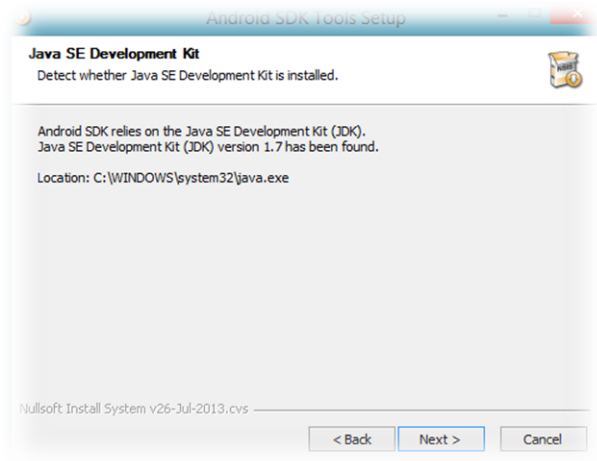 Android SDK Tools Setup
Java SE Development Kit
Detect whether Java SE Development Kit is installed.
Android SDK relies on the Java SE Development Kit (JDK).
Java SE Development Kit (JDK) version 1.7 has been found.
Location: C:\WINDOWS\system32\java.exe
Nullsoft Install System v26-Jul-2013.cvs
< Back Next > Cancel